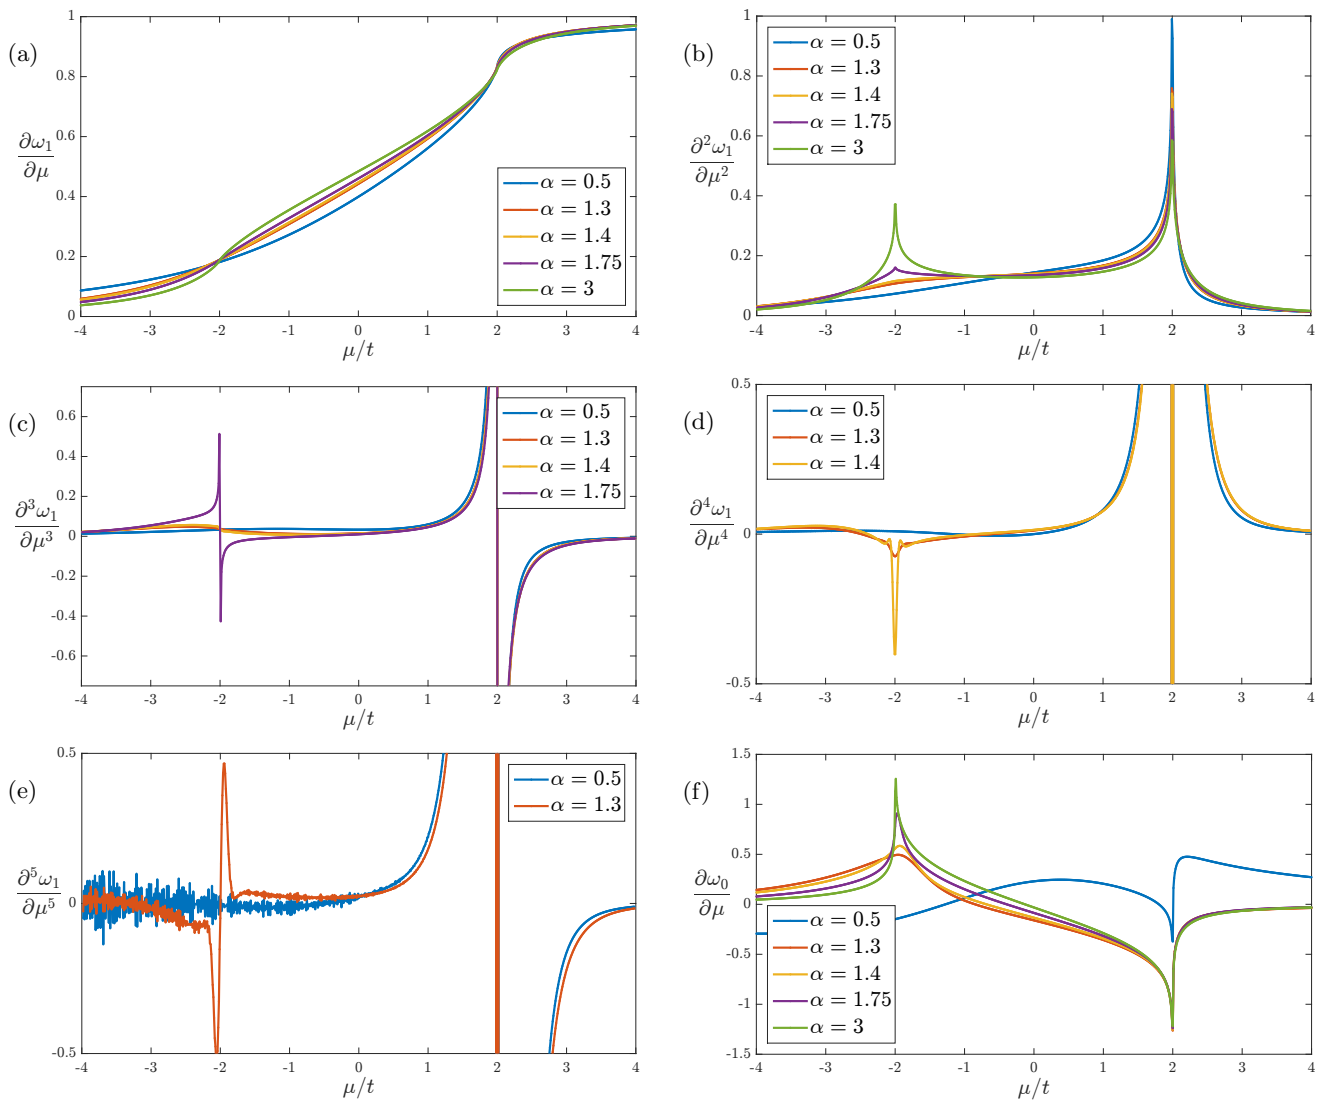 (a)
1
0.8
0.6
0.4
0.2
0
∂ω₁
∂μ
α = 0.5
α = 1.3
α = 1.4
α = 1.75
α = 3
-4 -3 -2 -1 0 1 2 3 4
μ/t
(b)
1
0.8
0.6
0.4
0.2
0
∂²ω₁
∂μ²
α = 0.5
α = 1.3
α = 1.4
α = 1.75
α = 3
-4 -3 -2 -1 0 1 2 3 4
μ/t
(c)
0.6
0.4
0.2
0
-0.2
-0.4
-0.6
∂³ω₁
∂μ³
α = 0.5
α = 1.3
α = 1.4
α = 1.75
-4 -3 -2 -1 0 1 2 3 4
μ/t
(d)
0.5
0
-0.5
∂⁴ω₁
∂μ⁴
α = 0.5
α = 1.3
α = 1.4
-4 -3 -2 -1 0 1 2 3 4
μ/t
(e)
0.5
0
-0.5
∂⁵ω₁
∂μ⁵
α = 0.5
α = 1.3
-4 -3 -2 -1 0 1 2 3 4
μ/t
(f)
1.5
1
0.5
0
-0.5
-1
-1.5
∂ω₀
∂μ
α = 0.5
α = 1.3
α = 1.4
α = 1.75
α = 3
-4 -3 -2 -1 0 1 2 3 4
μ/t